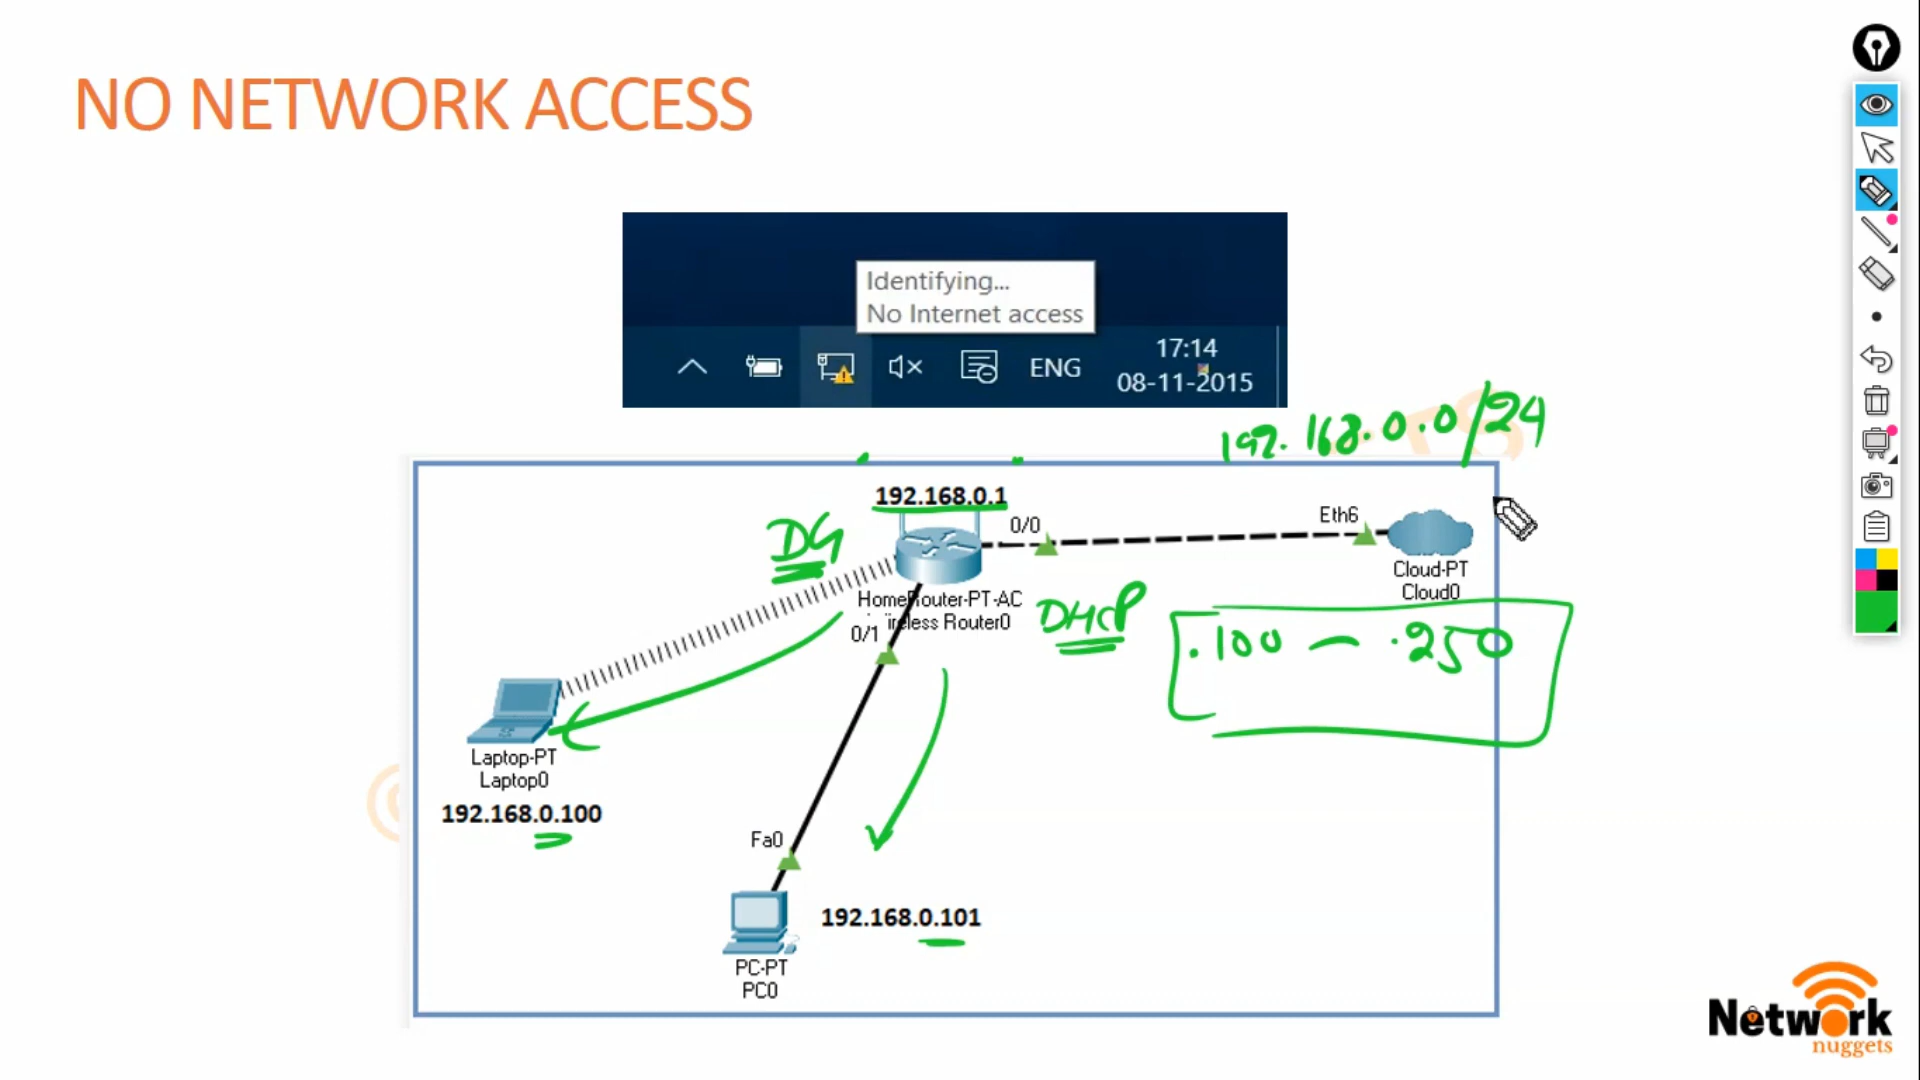 NO NETWORK ACCESS
Identifying...
No Internet access
ENG
17:14
08-11-2015
192.168.0.0/24
192.168.0.1
DG
0/0
Eth6
Cloud-PT
Cloud0
HomeRouter-PT-AC
ireless Router0
0/1
DHCP
.100 - .250
Laptop-PT
Laptop0
192.168.0.100
Fa0
192.168.0.101
PC-PT
PC0
Network
nuggets